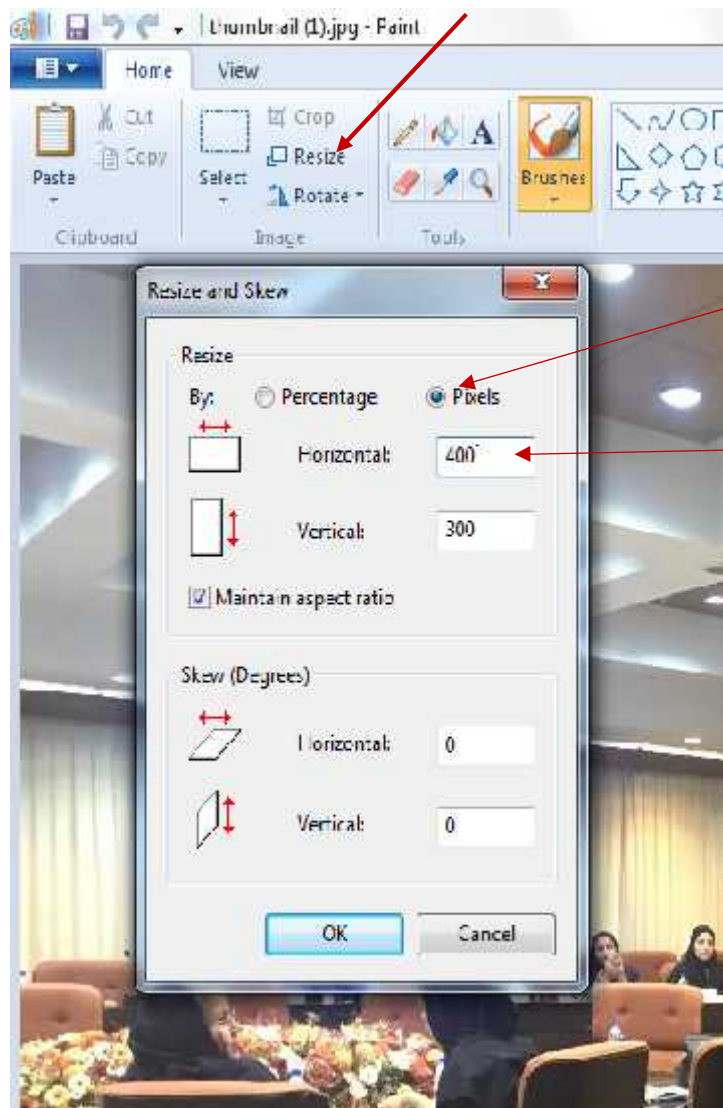 thumbnail (1).jpg - Paint
Home View
Cut
Copy
Paste
Clipboard
Select
Crop
Resize
Rotate
Image
A
Tools
Brushes
Resize and Skew
x
Resize
By: Percentage Pixels
Horizontal: 400
Vertical: 300
Maintain aspect ratio
Skew (Degrees)
Horizontal: 0
Vertical: 0
OK Cancel